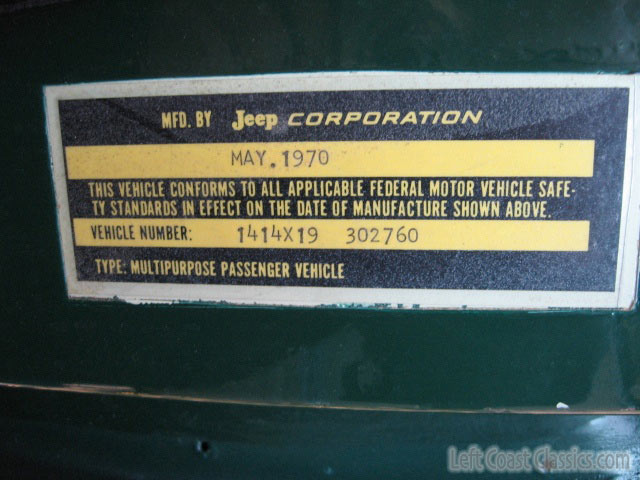 MFD. BY Jeep CORPORATION
MAY.1970
THIS VEHICLE CONFORMS TO ALL APPLICABLE FEDERAL MOTOR VEHICLE SAFE-
TY STANDARDS IN EFFECT ON THE DATE OF MANUFACTURE SHOWN ABOVE.
VEHICLE NUMBER: 1414X19 302760
TYPE: MULTIPURPOSE PASSENGER VEHICLE
Left Coast Classics.com